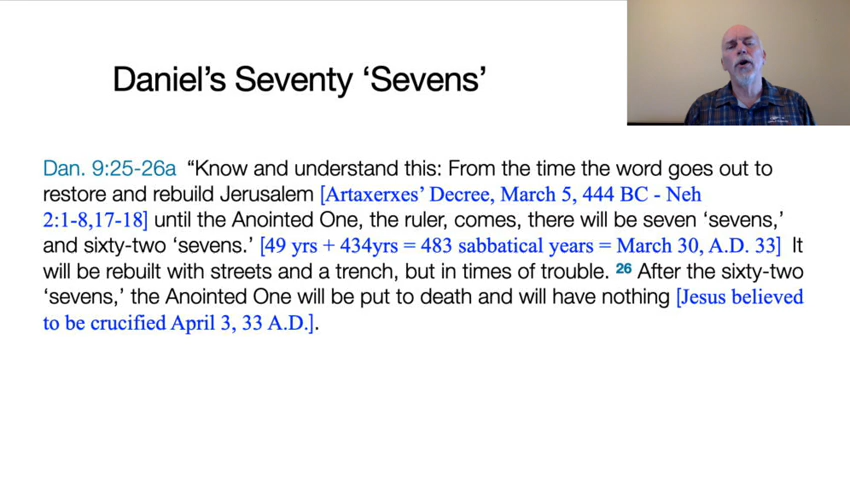 Daniel’s Seventy ‘Sevens’
Dan. 9:25-26a “Know and understand this: From the time the word goes out to
restore and rebuild Jerusalem [Artaxerxes’ Decree, March 5, 444 BC - Neh
2:1-8,17-18] until the Anointed One, the ruler, comes, there will be seven ‘sevens,’
and sixty-two ‘sevens.’ [49 yrs + 434yrs = 483 sabbatical years = March 30, A.D. 33] It
will be rebuilt with streets and a trench, but in times of trouble. 26 After the sixty-two
‘sevens,’ the Anointed One will be put to death and will have nothing [Jesus believed
to be crucified April 3, 33 A.D.].